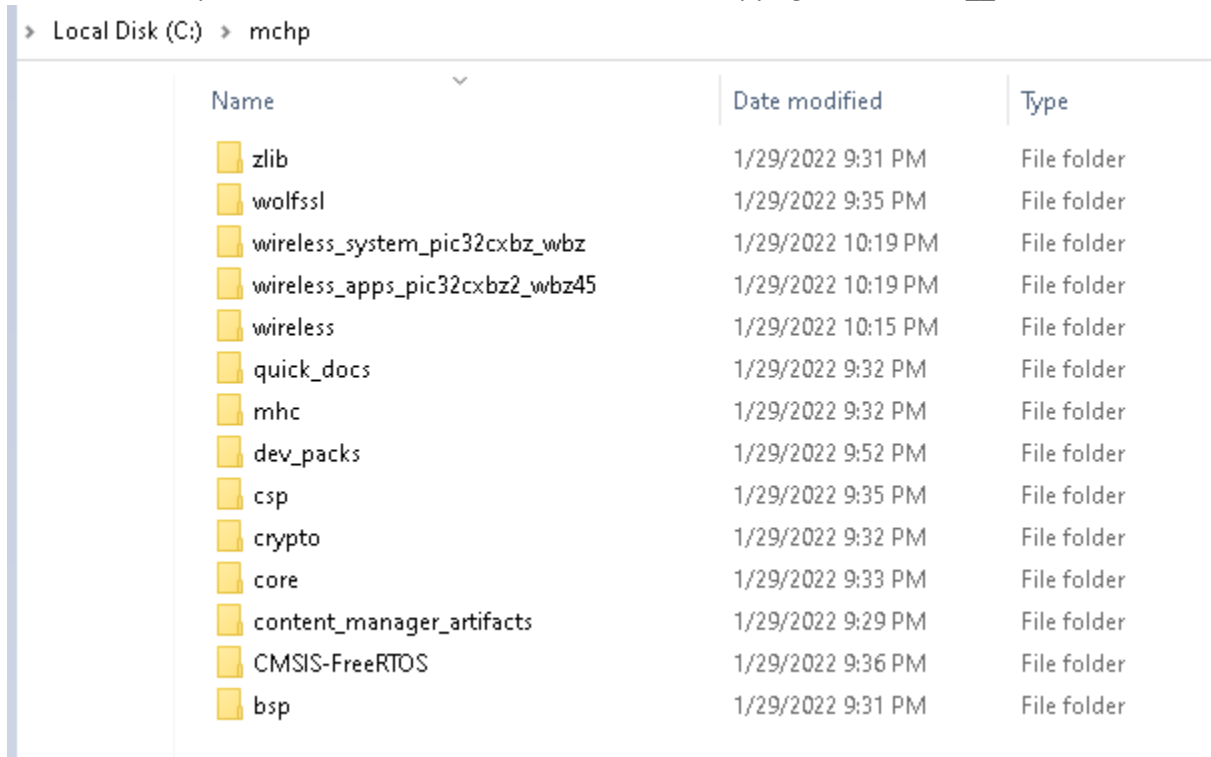 > Local Disk (C:) > mchp
Name Date modified Type
zlib 1/29/2022 9:31 PM File folder
wolfssl 1/29/2022 9:35 PM File folder
wireless_system_pic32cxbz_wbz 1/29/2022 10:19 PM File folder
wireless_apps_pic32cxbz2_wbz45 1/29/2022 10:19 PM File folder
wireless 1/29/2022 10:15 PM File folder
quick_docs 1/29/2022 9:32 PM File folder
mhc 1/29/2022 9:32 PM File folder
dev_packs 1/29/2022 9:52 PM File folder
csp 1/29/2022 9:35 PM File folder
crypto 1/29/2022 9:32 PM File folder
core 1/29/2022 9:33 PM File folder
content_manager_artifacts 1/29/2022 9:29 PM File folder
CMSIS-FreeRTOS 1/29/2022 9:36 PM File folder
bsp 1/29/2022 9:31 PM File folder